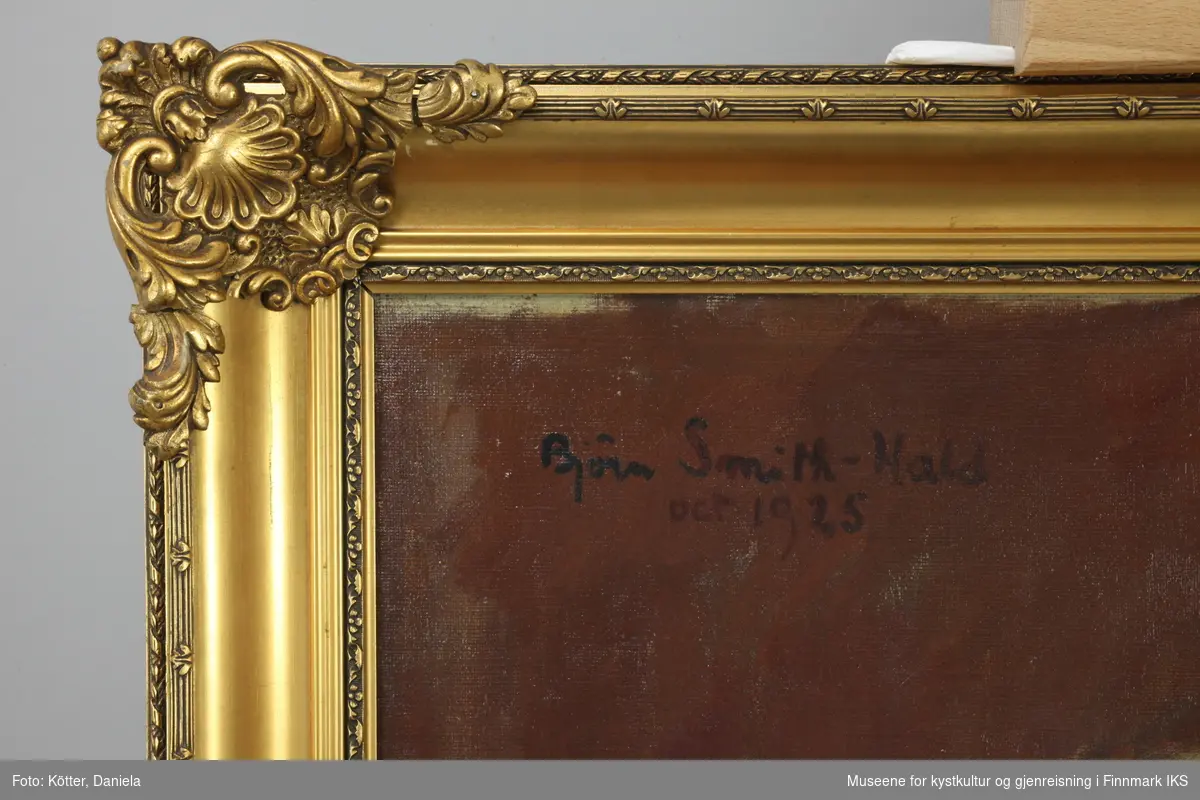 Björn Smith-Hald
oct 1925
Foto: Kötter, Daniela
Museene for kystkultur og gjenreisning i Finnmark IKS